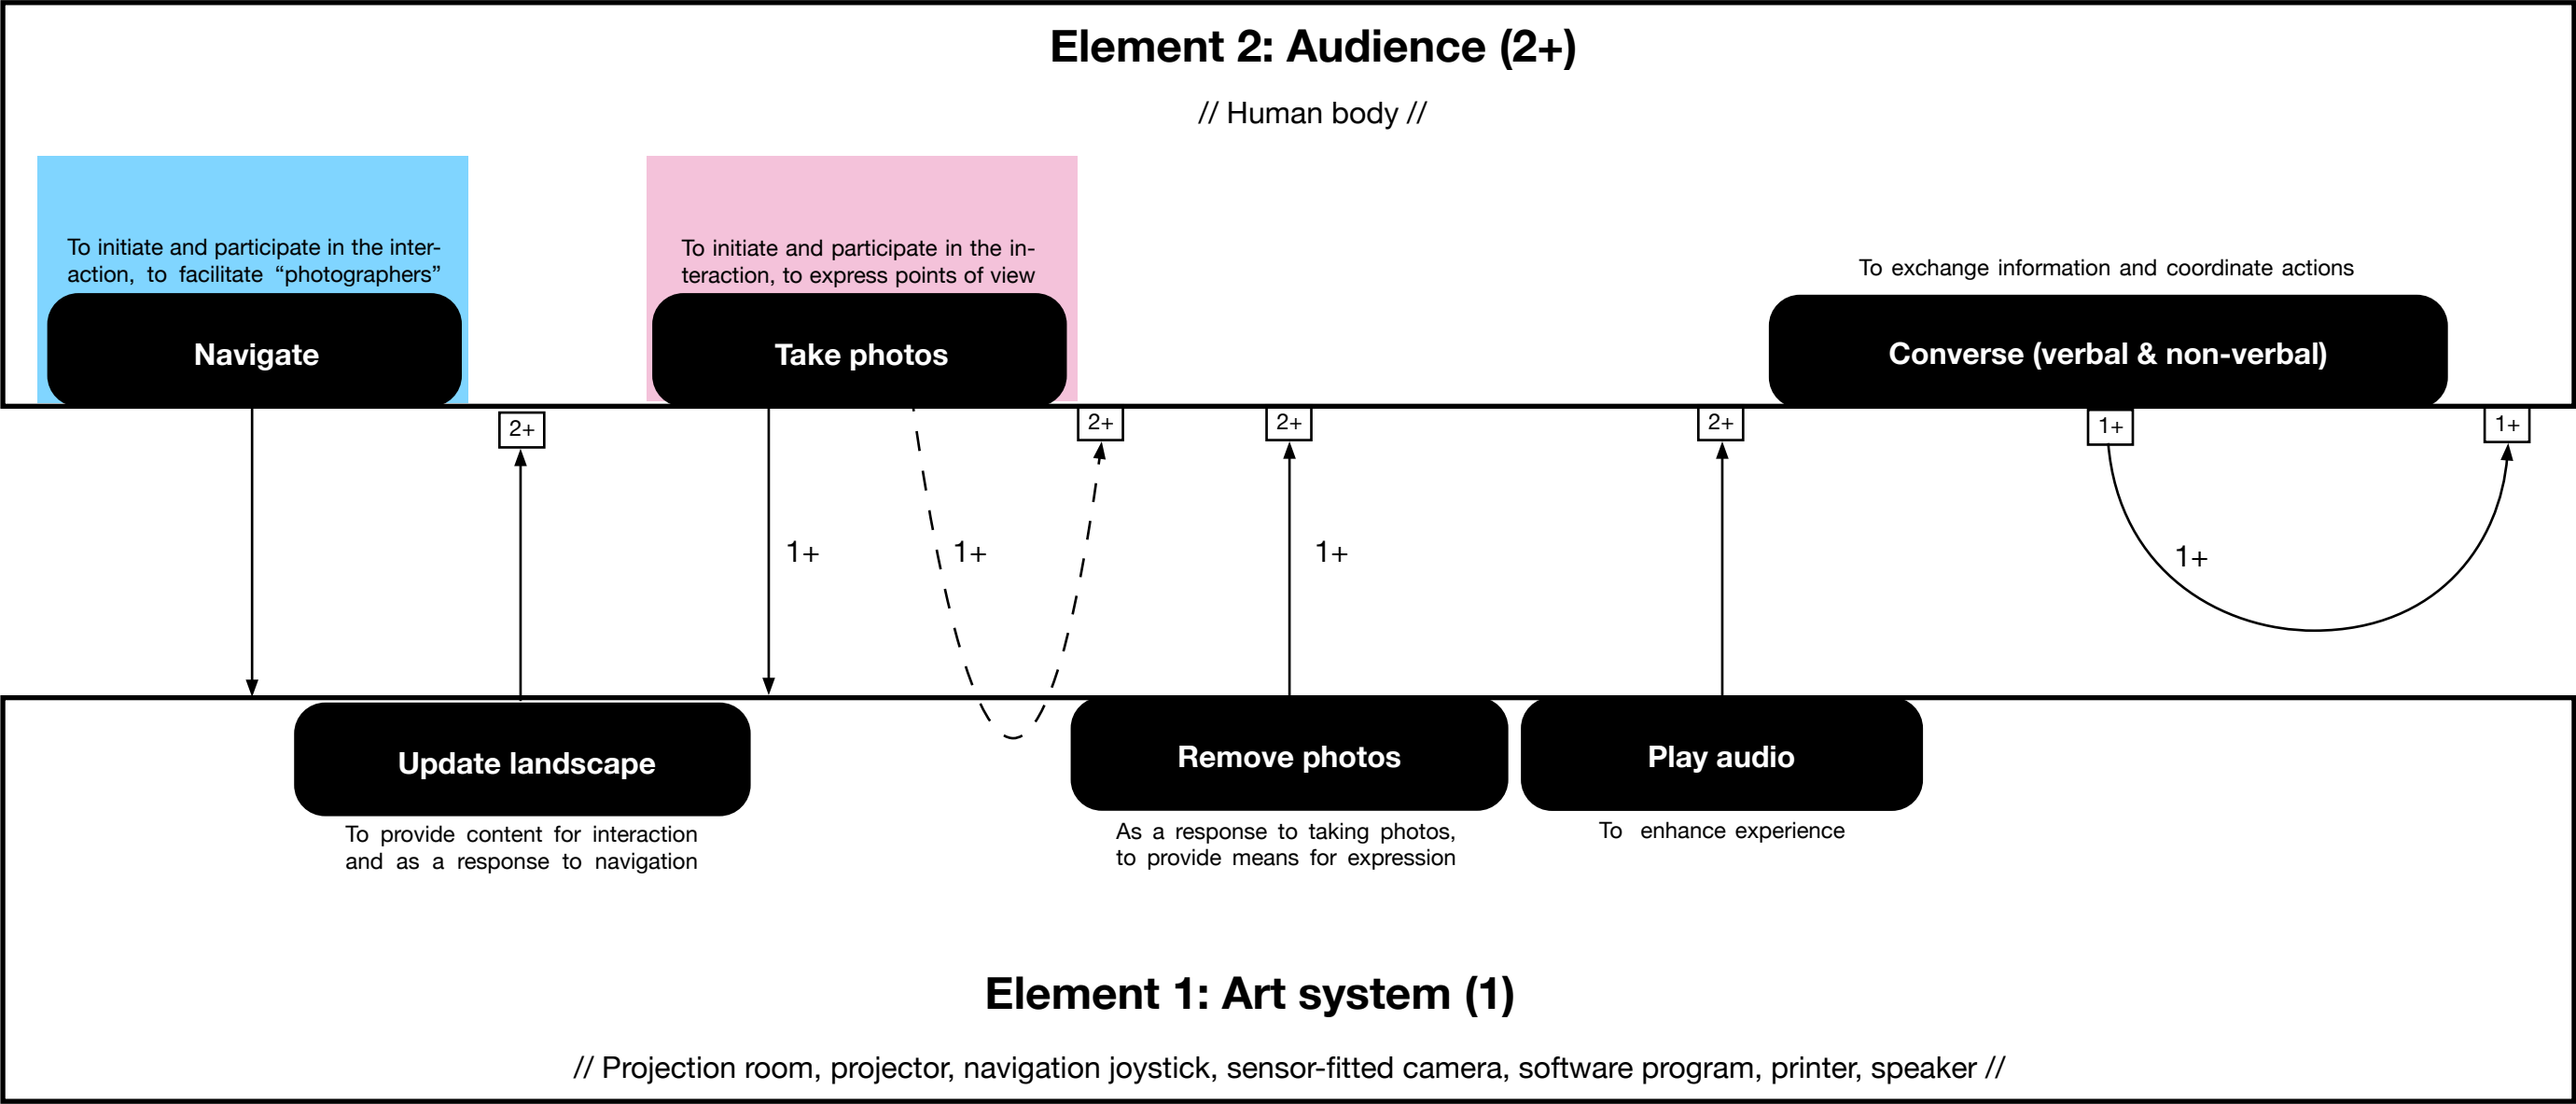 Element 2: Audience (2+)
// Human body //
To initiate and participate in the inter-
action, to facilitate “photographers”
Navigate
To initiate and participate in the in-
teraction, to express points of view
Take photos
To exchange information and coordinate actions
Converse (verbal & non-verbal)
2+
2+
2+
2+
1+
1+
1+
1+
1+
1+
Update landscape
To provide content for interaction
and as a response to navigation
Remove photos
As a response to taking photos,
to provide means for expression
Play audio
To enhance experience
Element 1: Art system (1)
// Projection room, projector, navigation joystick, sensor-fitted camera, software program, printer, speaker //